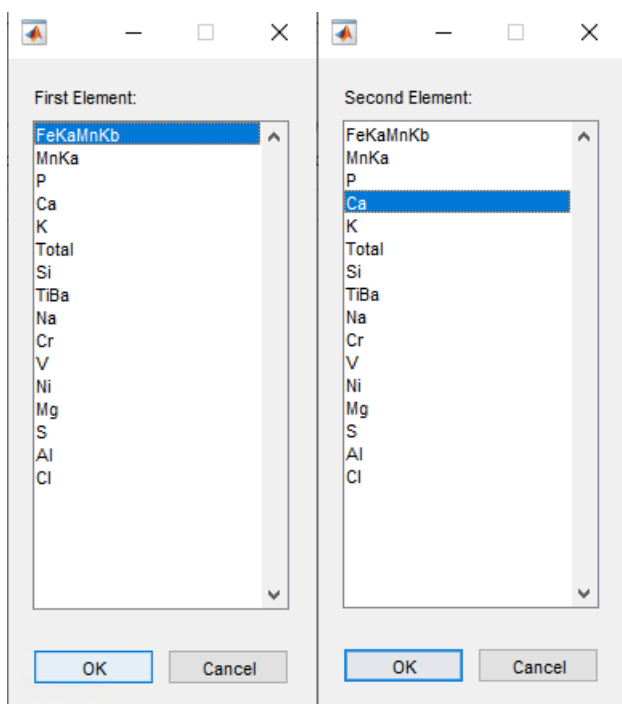 First Element:
FeKaMnKb
MnKa
P
Ca
K
Total
Si
TiBa
Na
Cr
V
Ni
Mg
S
Al
Cl
OK
Cancel
Second Element:
FeKaMnKb
MnKa
P
Ca
K
Total
Si
TiBa
Na
Cr
V
Ni
Mg
S
Al
Cl
OK
Cancel